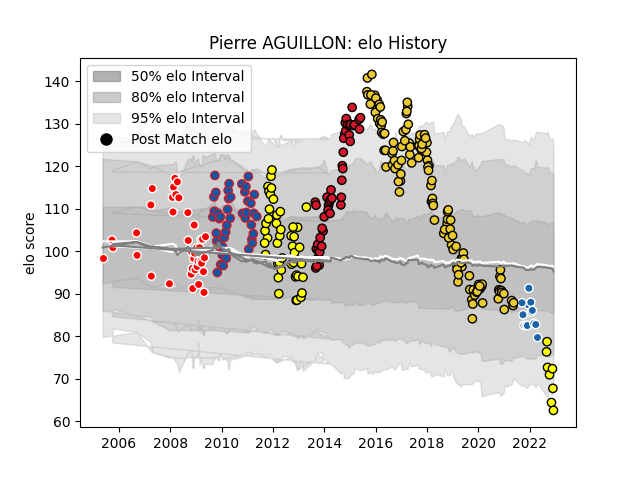 Pierre AGUILLON: elo History
50% elo Interval
80% elo Interval
95% elo Interval
Post Match elo
elo score
140
130
120
110
100
90
80
70
60
2006 2008 2010 2012 2014 2016 2018 2020 2022